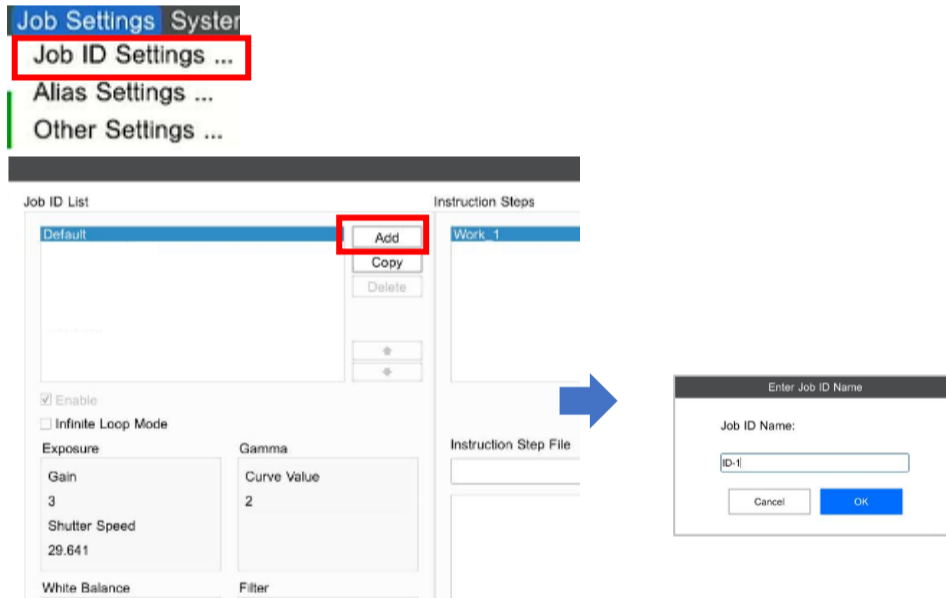 Job Settings Syster
Job ID Settings ...
Alias Settings ...
Other Settings ...
Job ID List
Default
Add
Copy
Delete
Enable
Infinite Loop Mode
Exposure
Gain
3
Shutter Speed
29.641
White Balance
Gamma
Curve Value
2
Filter
Instruction Steps
Work_1
Instruction Step File
Enter Job ID Name
Job ID Name:
ID-1
Cancel OK